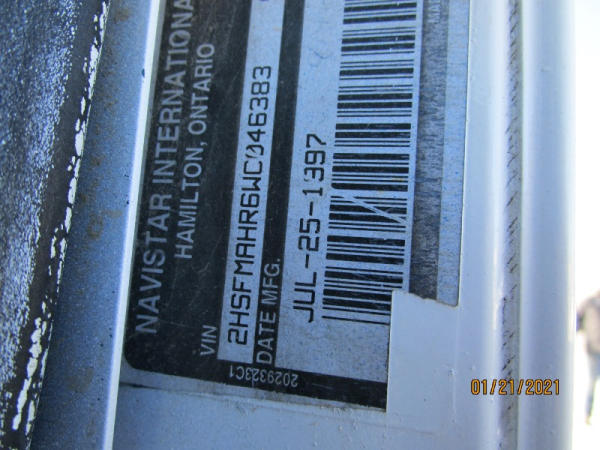 NAVISTAR INTERNATIONA
HAMILTON, ONTARIO
VIN
2HSFMAHR6WC046383
DATE MFG.
JUL-25-1997
2029323C1
01/21/2021